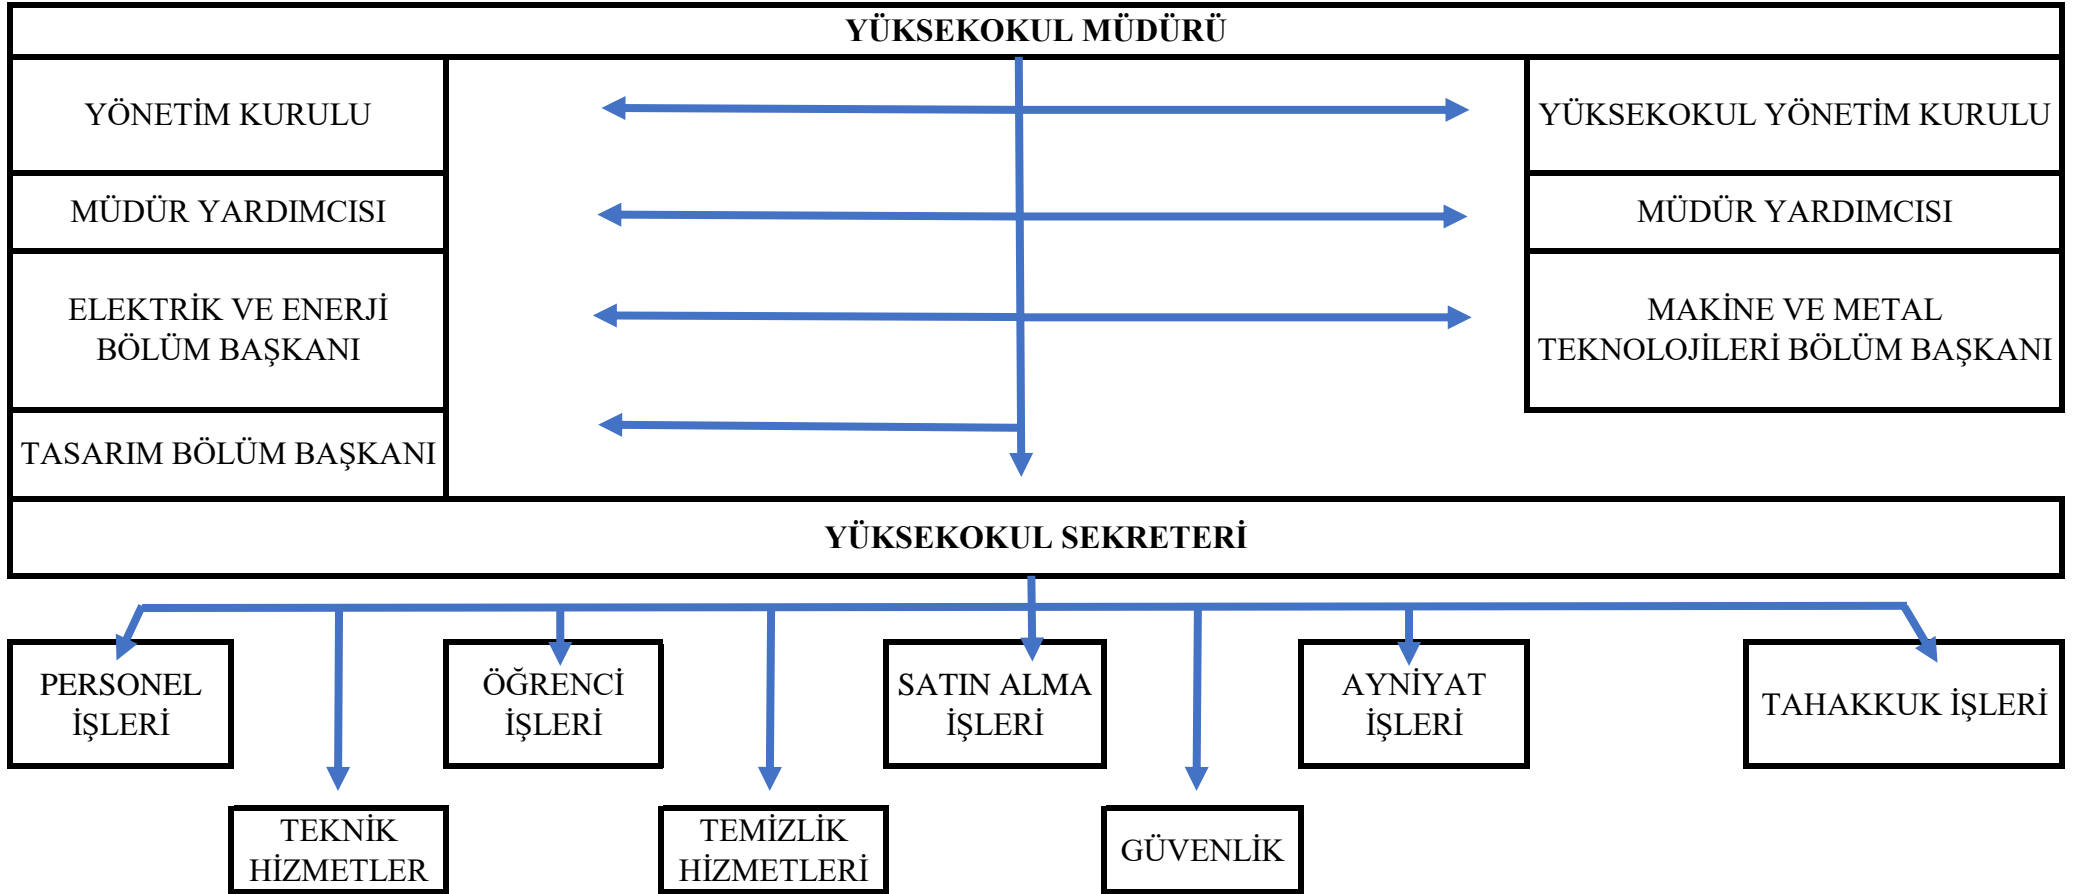 YÜKSEKOKUL MÜDÜRÜ
YÖNETİM KURULU
YÜKSEKOKUL YÖNETİM KURULU
MÜDÜR YARDIMCISI
MÜDÜR YARDIMCISI
ELEKTRİK VE ENERJİ
BÖLÜM BAŞKANI
MAKİNE VE METAL
TEKNOLOJİLERİ BÖLÜM BAŞKANI
TASARIM BÖLÜM BAŞKANI
YÜKSEKOKUL SEKRETERİ
PERSONEL
İŞLERİ
ÖĞRENCİ
İŞLERİ
SATIN ALMA
İŞLERİ
AYNİYAT
İŞLERİ
TAHAKKUK İŞLERİ
TEKNİK
HİZMETLER
TEMİZLİK
HİZMETLERİ
GÜVENLİK